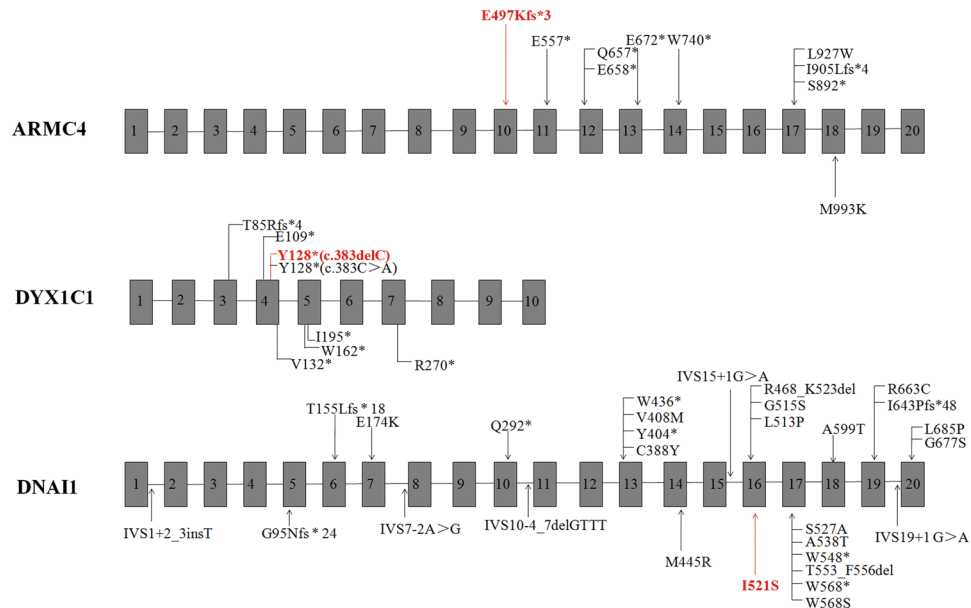 E497Kfs*3
E557*
Q657*
E658*
E672*
W740*
L927W
I905Lfs*4
S892*
ARMC4
1 2 3 4 5 6 7 8 9 10 11 12 13 14 15 16 17 18 19 20
M993K
T85Rfs*4
E109*
Y128*(c.383delC)
Y128*(c.383C>A)
DYX1C1
1 2 3 4 5 6 7 8 9 10
I195*
W162*
V132*
R270*
IVS15+1G>A
T155Lfs*18
E174K
Q292*
W436*
V408M
Y404*
C388Y
R468_K523del
G515S
L513P
A599T
R663C
I643Pfs*48
L685P
G677S
DNAI1
1 2 3 4 5 6 7 8 9 10 11 12 13 14 15 16 17 18 19 20
IVS1+2_3insT
G95Nfs*24
IVS7-2A>G
IVS10-4_7delGTTT
M445R
I521S
S527A
A538T
W548*
T553_F556del
W568*
W568S
IVS19+1G>A